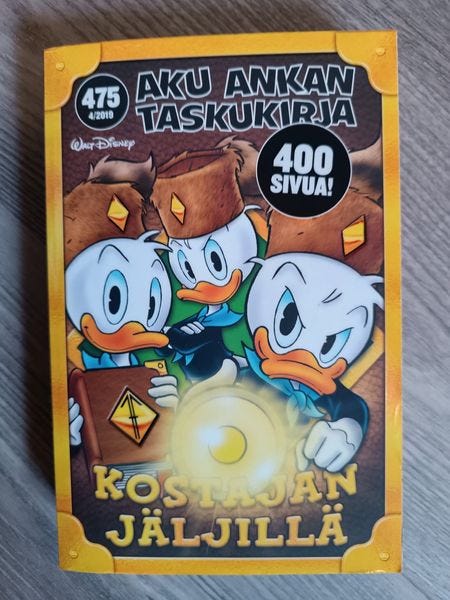 475
4/2019
AKU ANKAN
TASKUKIRJA
Walt Disney
400
SIVUA!
KOSTAJAN
JÄLJILLÄ